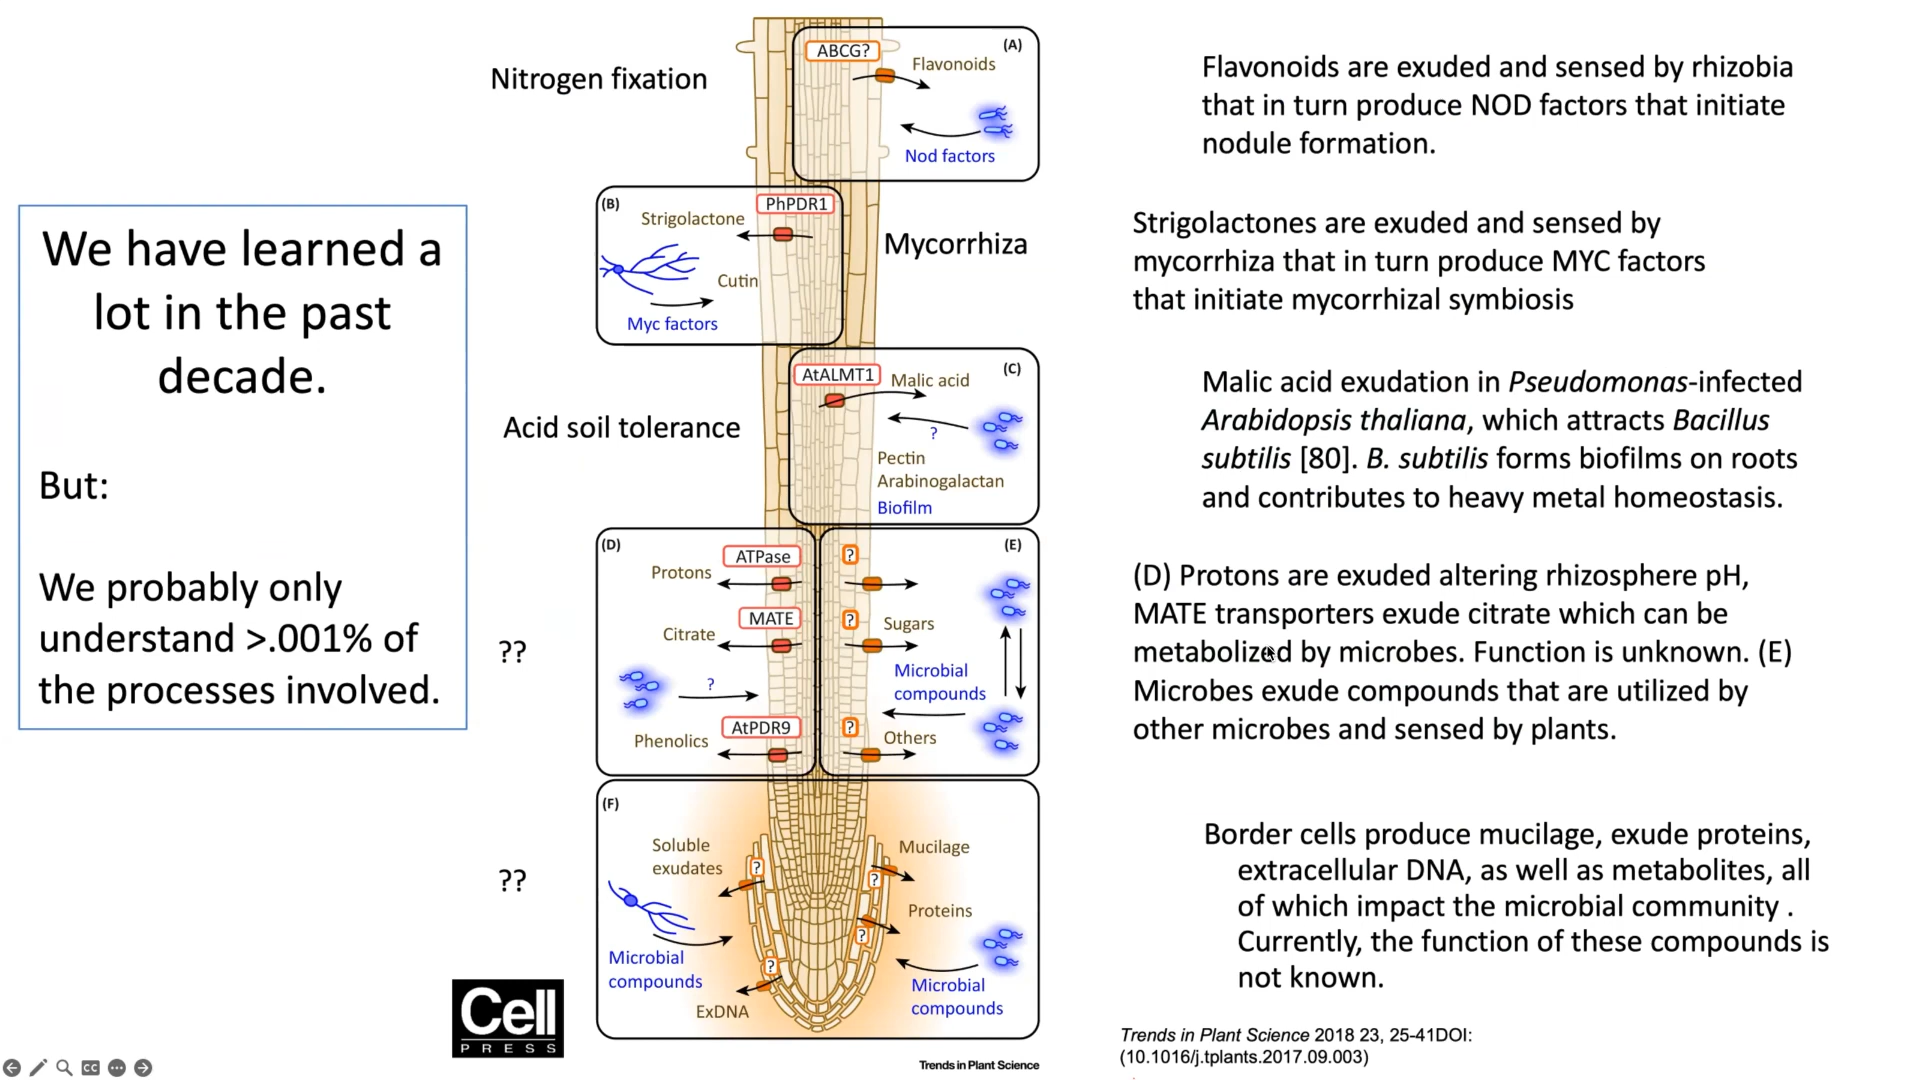 We have learned a
lot in the past
decade.
But:
We probably only
understand >.001% of
the processes involved.
Nitrogen fixation
Mycorrhiza
Acid soil tolerance
??
??
(A)
ABCG?
Flavonoids
Nod factors
(B)
PhPDR1
Strigolactone
Cutin
Myc factors
(C)
AtALMT1
Malic acid
?
Pectin
Arabinogalactan
Biofilm
(D)
ATPase
Protons
MATE
Citrate
?
AtPDR9
Phenolics
(E)
?
?
Sugars
Microbial
compounds
?
Others
(F)
Soluble
exudates
?
Microbial
compounds
?
ExDNA
Mucilage
?
Proteins
?
Microbial
compounds
Cell
PRESS
Trends in Plant Science
Flavonoids are exuded and sensed by rhizobia
that in turn produce NOD factors that initiate
nodule formation.
Strigolactones are exuded and sensed by
mycorrhiza that in turn produce MYC factors
that initiate mycorrhizal symbiosis
Malic acid exudation in Pseudomonas-infected
Arabidopsis thaliana, which attracts Bacillus
subtilis [80]. B. subtilis forms biofilms on roots
and contributes to heavy metal homeostasis.
(D) Protons are exuded altering rhizosphere pH,
MATE transporters exude citrate which can be
metabolized by microbes. Function is unknown. (E)
Microbes exude compounds that are utilized by
other microbes and sensed by plants.
Border cells produce mucilage, exude proteins,
extracellular DNA, as well as metabolites, all
of which impact the microbial community .
Currently, the function of these compounds is
not known.
Trends in Plant Science 2018 23, 25-41DOI:
(10.1016/j.tplants.2017.09.003)
CC